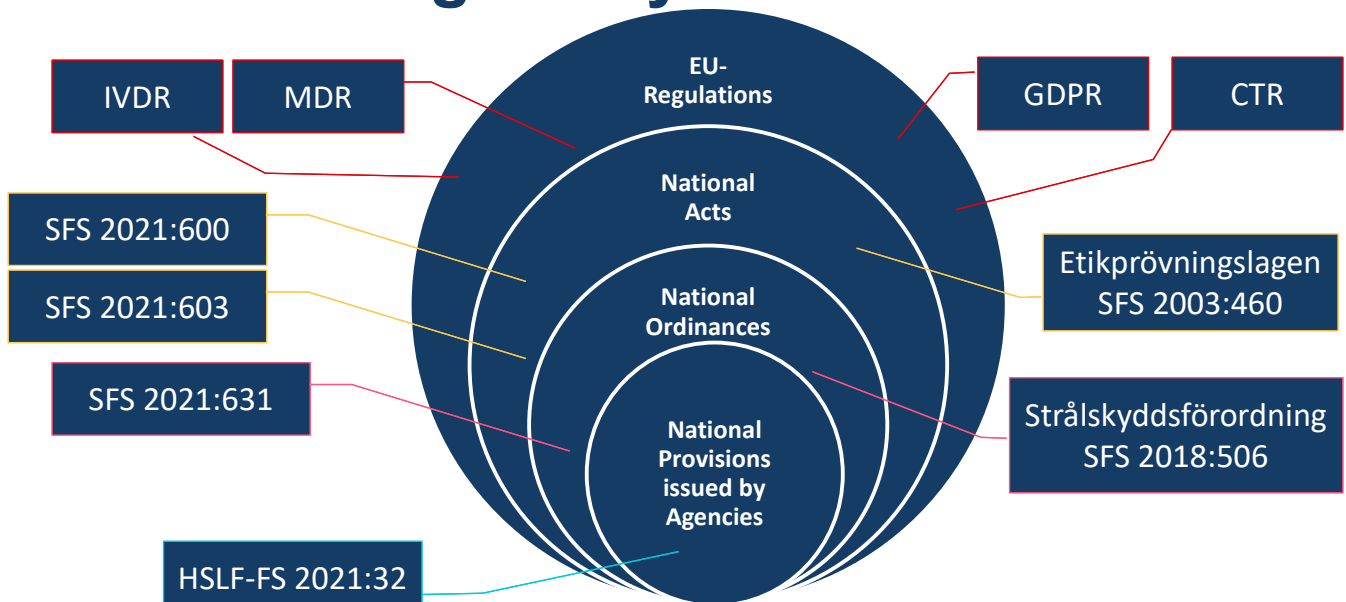 EU-
Regulations
IVDR
MDR
GDPR
CTR
National
Acts
SFS 2021:600
SFS 2021:603
Etikprövningslagen
SFS 2003:460
National
Ordinances
SFS 2021:631
Strålskyddsförordning
SFS 2018:506
National
Provisions
issued by
Agencies
HSLF-FS 2021:32